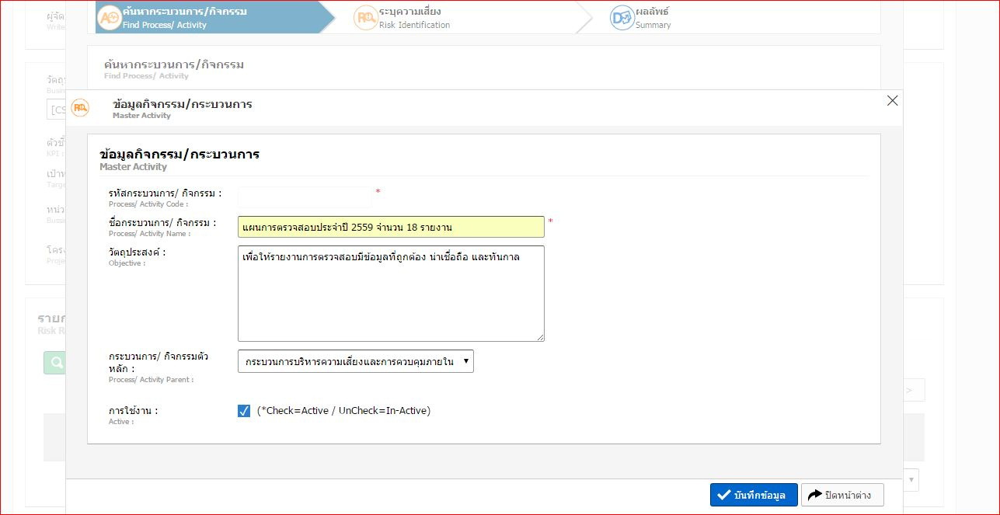 ค้นหากระบวนการ/กิจกรรม
Find Process/ Activity
ระบุความเสี่ยง
Risk Identification
ผลลัพธ์
Summary
ค้นหากระบวนการ/กิจกรรม
Find Process/ Activity
ข้อมูลกิจกรรม/กระบวนการ
Master Activity
ข้อมูลกิจกรรม/กระบวนการ
Master Activity
รหัสกระบวนการ/ กิจกรรม : *
Process/ Activity Code :
ชื่อกระบวนการ/ กิจกรรม : แผนการตรวจสอบประจำปี 2559 จำนวน 18 รายงาน *
Process/ Activity Name :
วัตถุประสงค์ : เพื่อให้รายงานการตรวจสอบมีข้อมูลที่ถูกต้อง น่าเชื่อถือ และทันกาล
Objective :
กระบวนการ/ กิจกรรมตัว
หลัก :
กระบวนการบริหารความเสี่ยงและการควบคุมภายใน
Process/ Activity Parent :
การใช้งาน : (*Check=Active / UnCheck=In-Active)
Active :
บันทึกข้อมูล ปิดหน้าต่าง